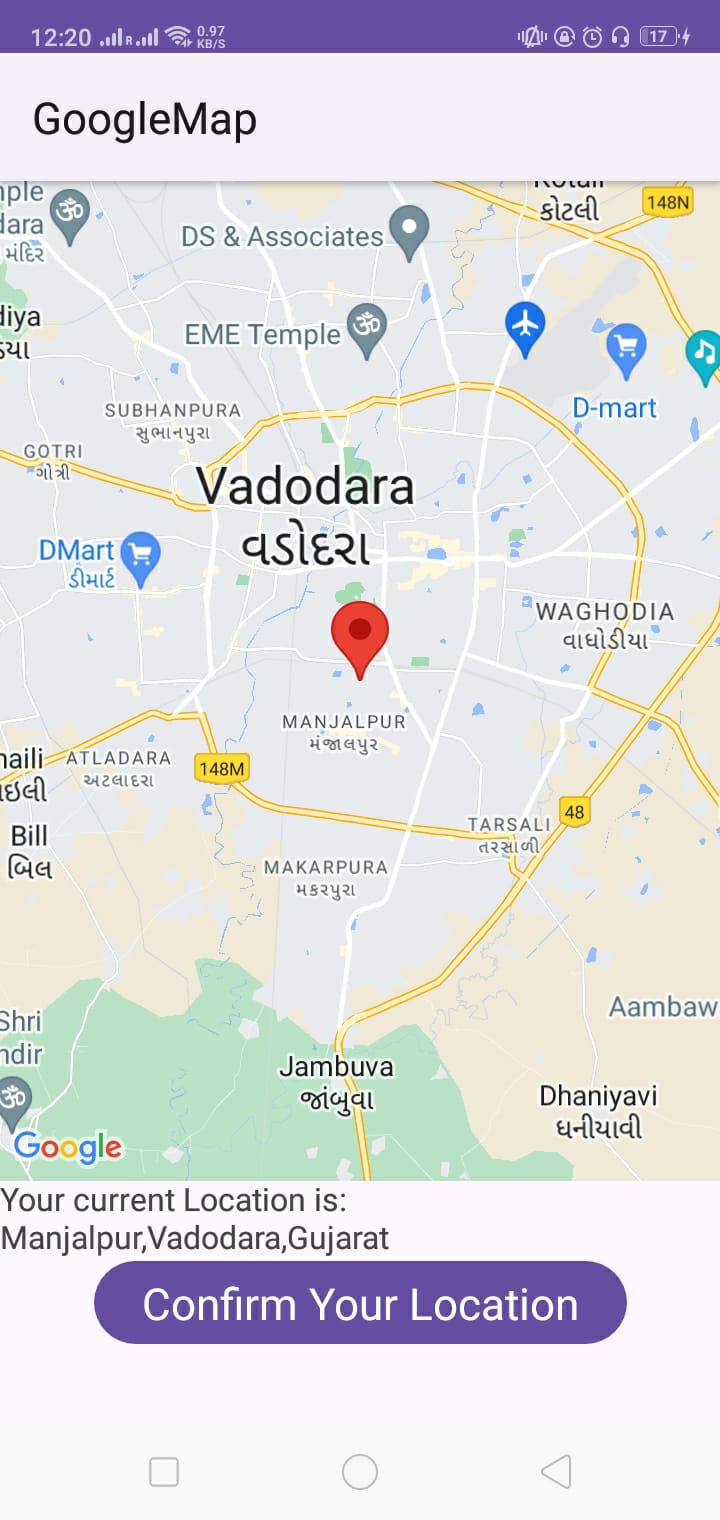 12:20
R
0.97
KB/S
17
GoogleMap
કોટલી
148N
મંદિર
DS & Associates
EME Temple
D-mart
SUBHANPURA
સુભાનપુરા
GOTRI
ગોત્રી
Vadodara
વડોદરા
DMart
ડીમાર્ટ
WAGHODIA
વાઘોડીયા
MANJALPUR
મંજાલપુર
ATLADARA
અટલાદરા
148M
48
Bill
બિલ
TARSALI
તરસાળી
MAKARPURA
મકરપુરા
Shri
Aambaw
Jambuva
જાંબુવા
Dhaniyavi
ધનીયાવી
Google
Your current Location is:
Manjalpur,Vadodara,Gujarat
Confirm Your Location